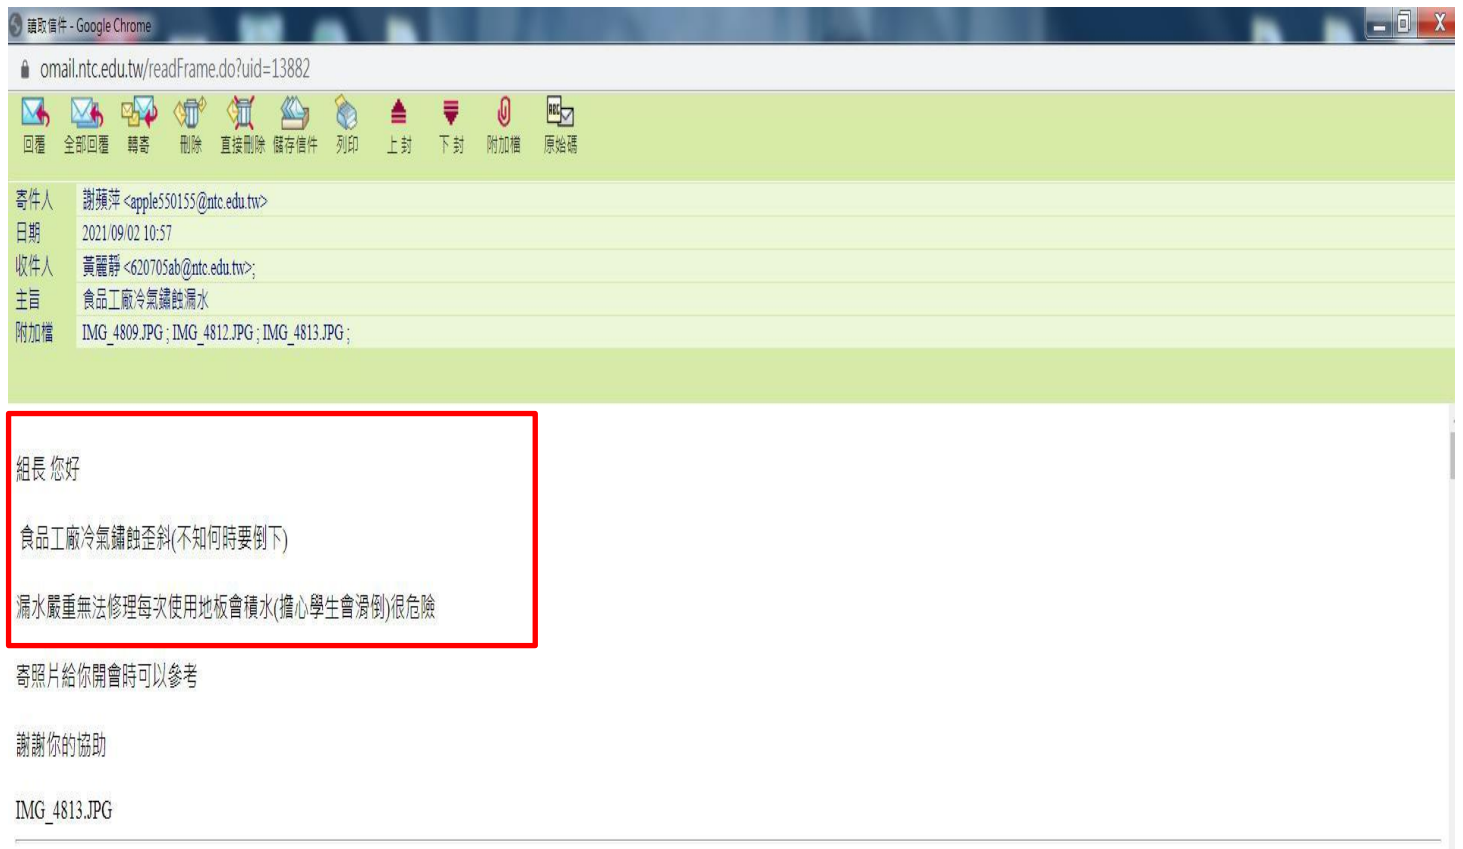 讀取信件 - Google Chrome
omail.ntc.edu.tw/readFrame.do?uid=13882
回覆 全部回覆 轉寄 刪除 直接刪除 儲存信件 列印 上封 下封 附加檔 原始碼
寄件人 謝蘋萍 <apple550155@ntc.edu.tw>
日期 2021/09/02 10:57
收件人 黃麗靜 <620705ab@ntc.edu.tw>;
主旨 食品工廠冷氣鏽蝕漏水
附加檔 IMG_4809.JPG ; IMG_4812.JPG ; IMG_4813.JPG ;
組長 您好
食品工廠冷氣鏽蝕歪斜(不知何時要倒下)
漏水嚴重無法修理每次使用地板會積水(擔心學生會滑倒)很危險
寄照片給你開會時可以參考
謝謝你的協助
IMG_4813.JPG